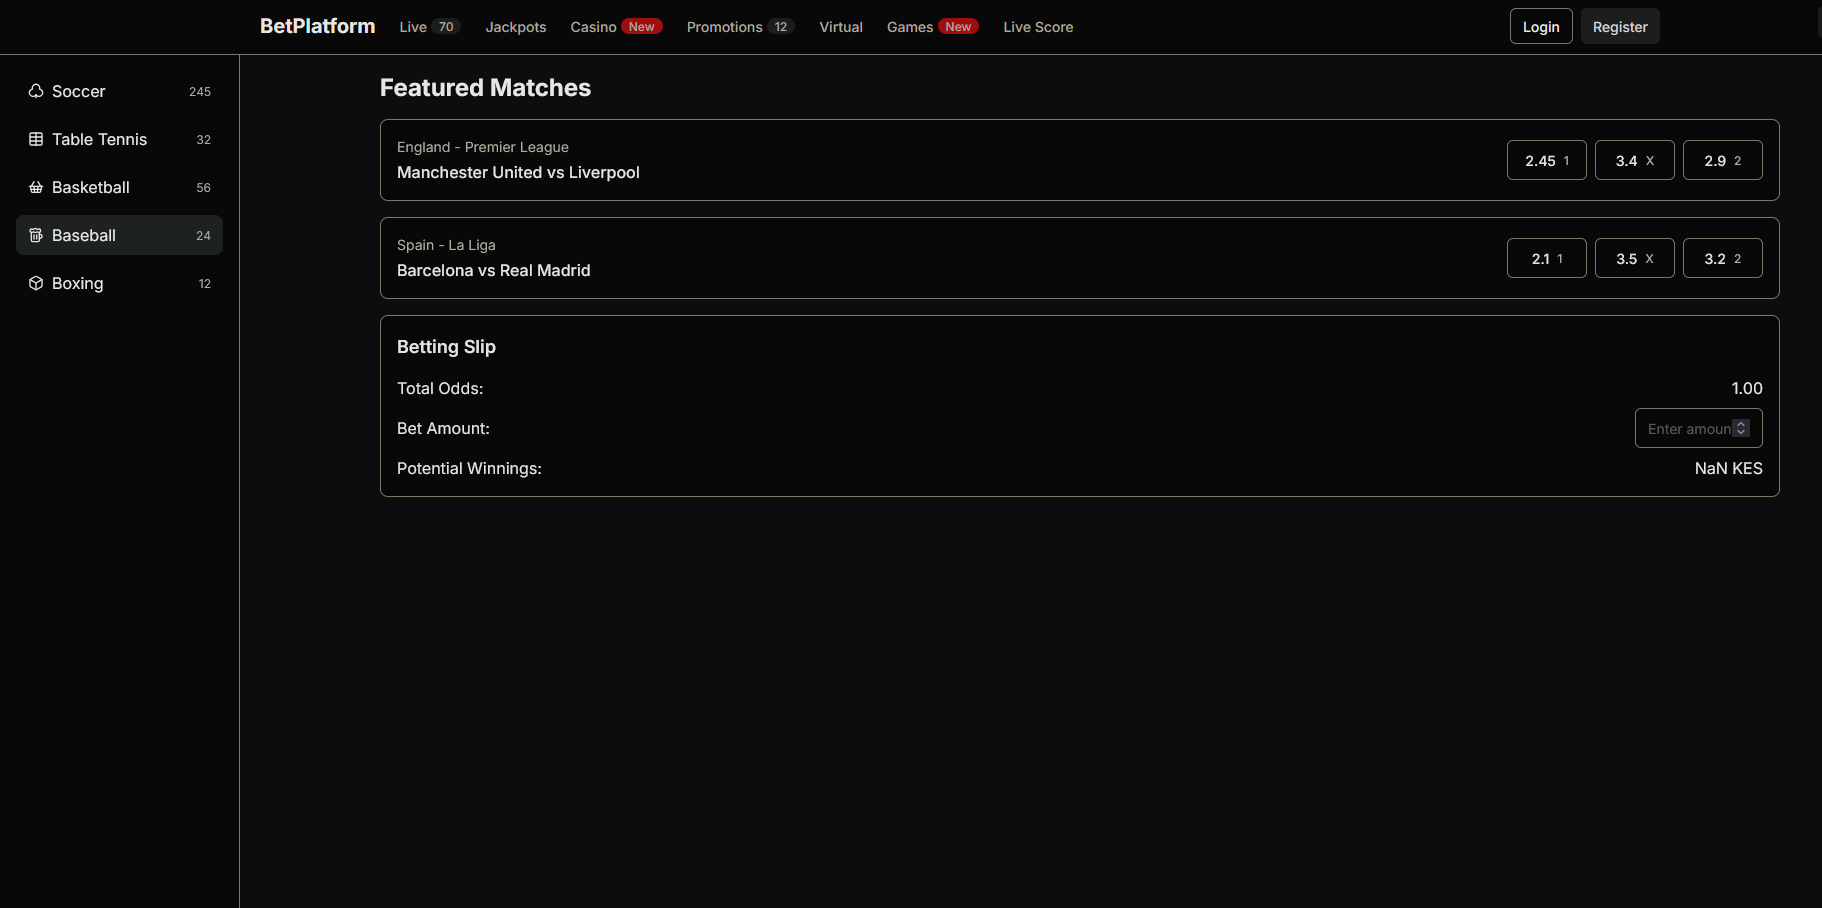 BetPlatform Live 70 Jackpots Casino New Promotions 12 Virtual Games New Live Score Login Register
Soccer 245
Table Tennis 32
Basketball 56
Baseball 24
Boxing 12
Featured Matches
England - Premier League
Manchester United vs Liverpool
2.45 1 3.4 X 2.9 2
Spain - La Liga
Barcelona vs Real Madrid
2.1 1 3.5 X 3.2 2
Betting Slip
Total Odds: 1.00
Bet Amount: Enter amoun
Potential Winnings: NaN KES